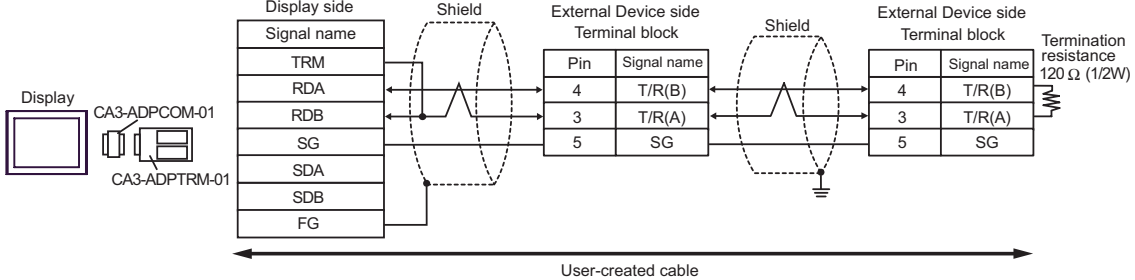 Display
CA3-ADPCOM-01
CA3-ADPTRM-01
Display side
Signal name
TRM
RDA
RDB
SG
SDA
SDB
FG
Shield
External Device side
Terminal block
Pin Signal name
4 T/R(B)
3 T/R(A)
5 SG
Shield
External Device side
Terminal block
Pin Signal name
4 T/R(B)
3 T/R(A)
5 SG
Termination
resistance
120 Ω (1/2W)
User-created cable